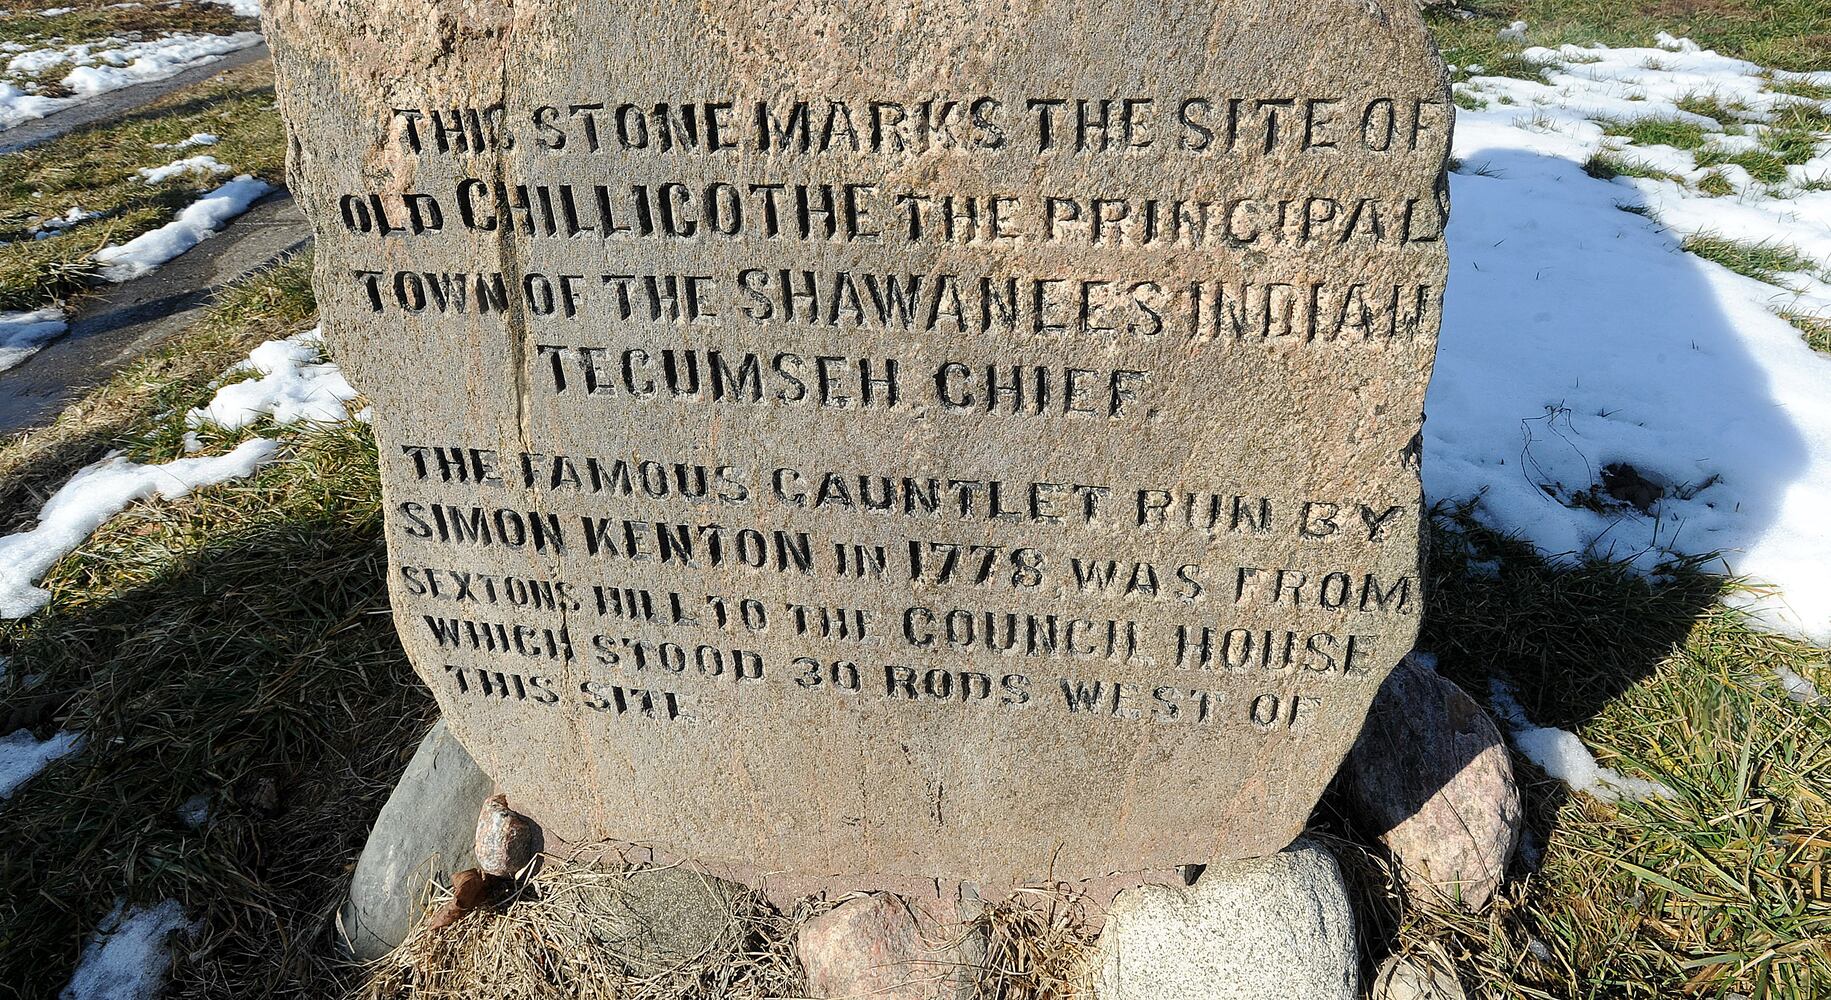 THIS STONE MARKS THE SITE OF
OLD CHILLICOTHE THE PRINCIPAL
TOWN OF THE SHAWANEES INDIAN
TECUMSEH CHIEF.
THE FAMOUS GAUNTLET RUN BY
SIMON KENTON IN 1778 WAS FROM
SEXTONS HILL TO THE COUNCIL HOUSE
WHICH STOOD 30 RODS WEST OF
THIS SITE